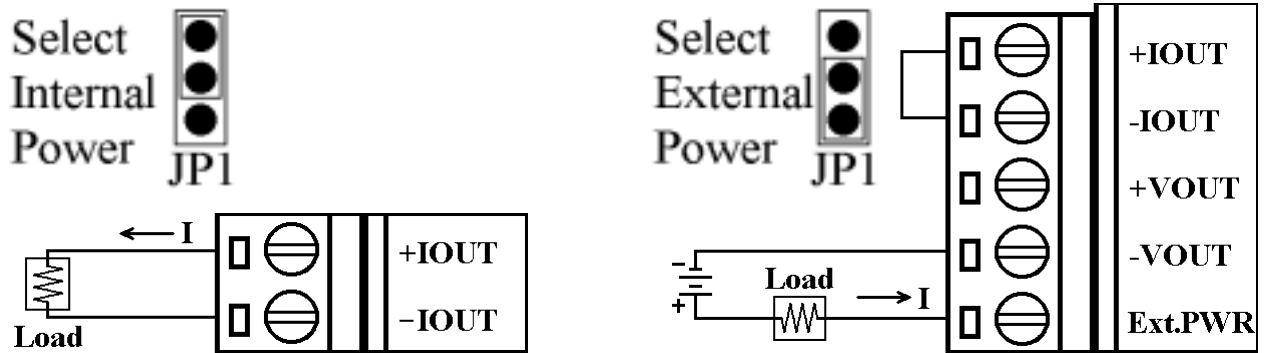 Select
Internal
Power
JP1
I
+IOUT
−IOUT
Load
Select
External
Power
JP1
+IOUT
-IOUT
+VOUT
-VOUT
Ext.PWR
-
+
Load
I